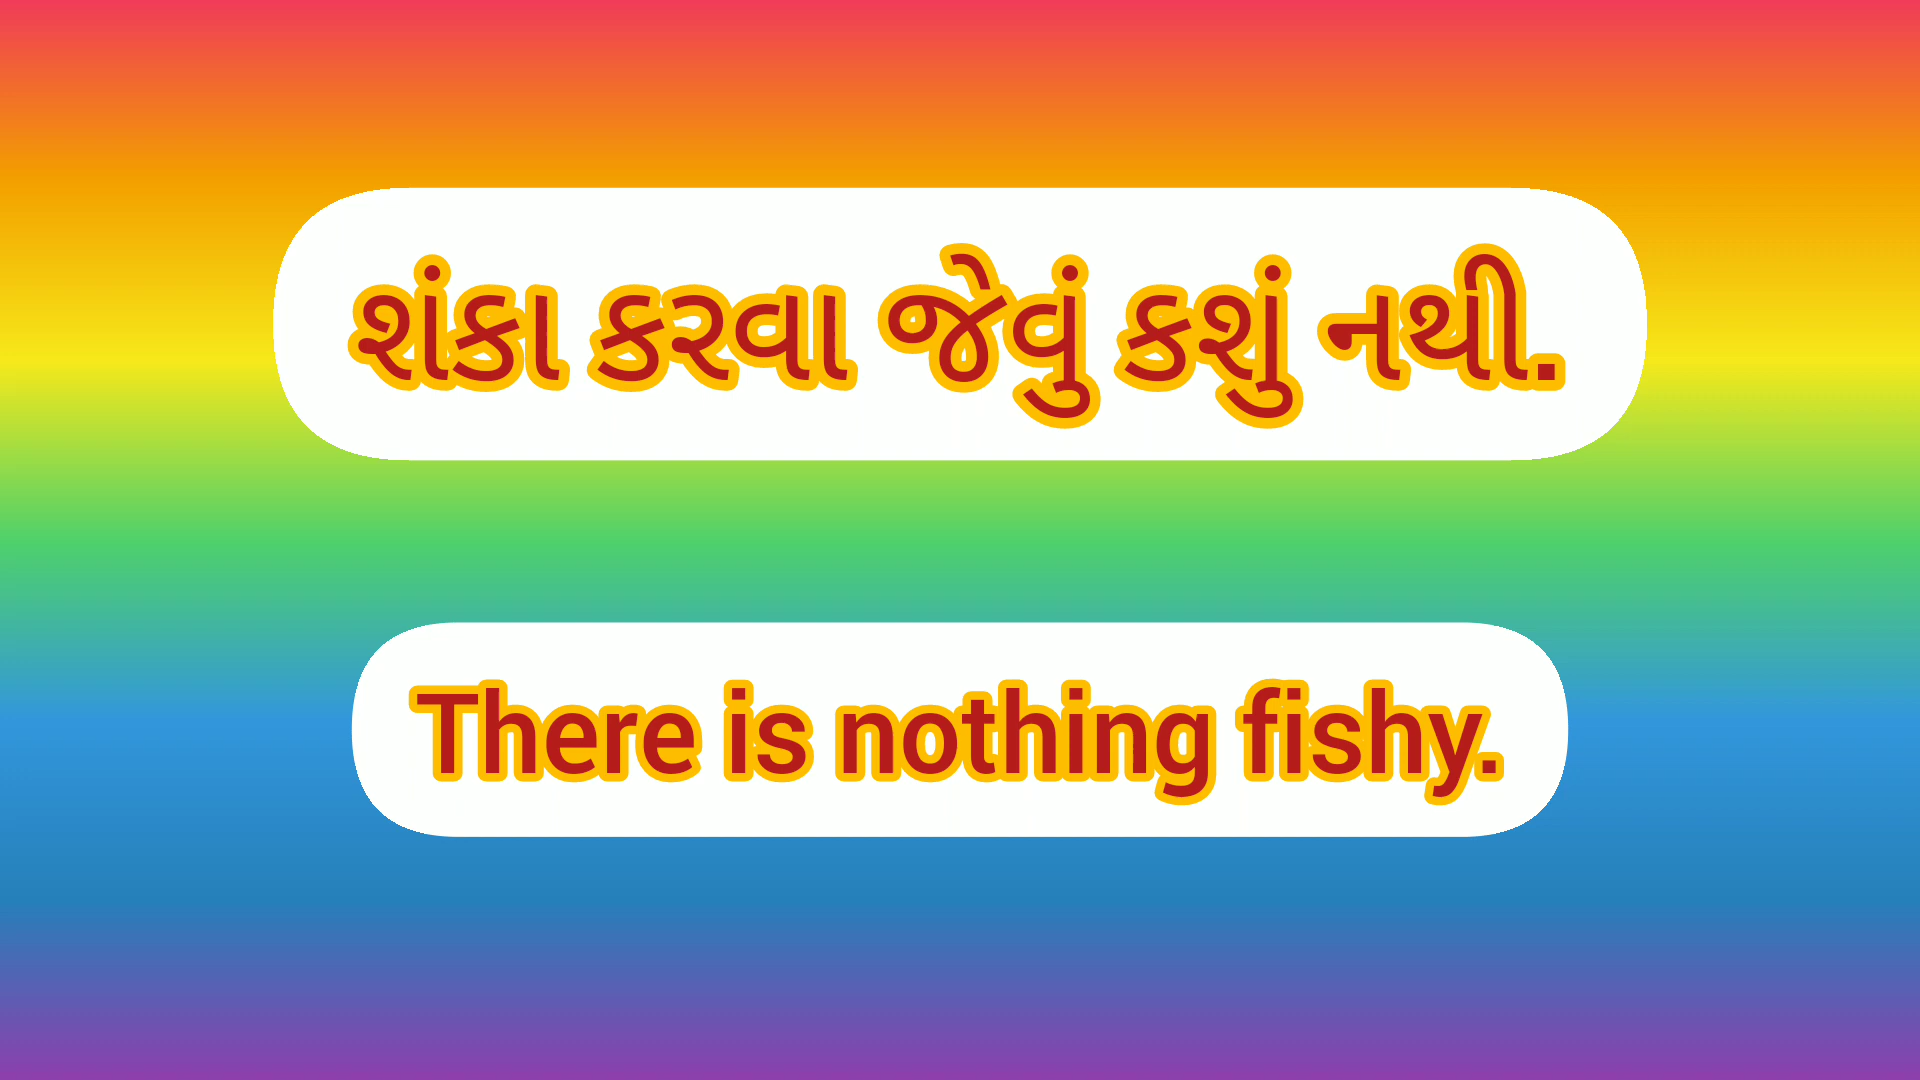 શંકા કરવા જેવું કશું નથી.
There is nothing fishy.